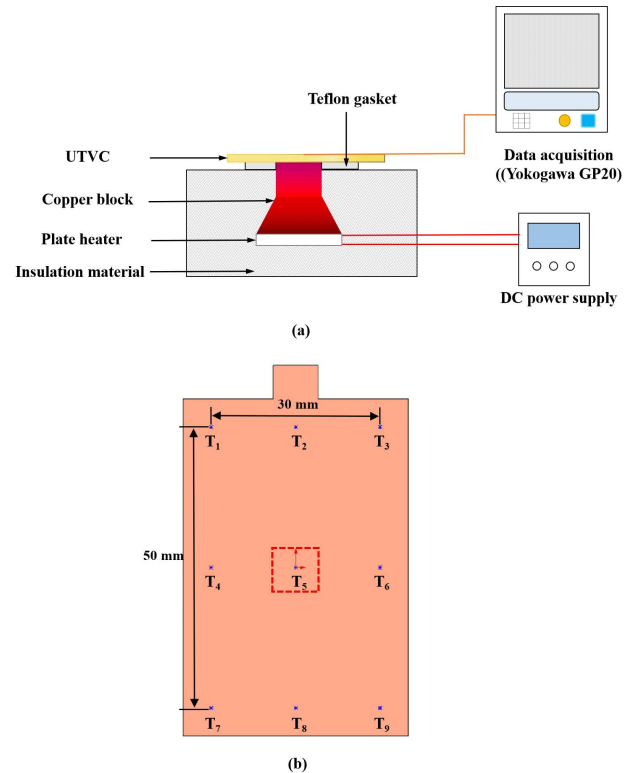 Teflon gasket
UTVC
Data acquisition
((Yokogawa GP20)
Copper block
Plate heater
Insulation material
DC power supply
(a)
30 mm
T1 T2 T3
50 mm
T4 T5 T6
T7 T8 T9
(b)